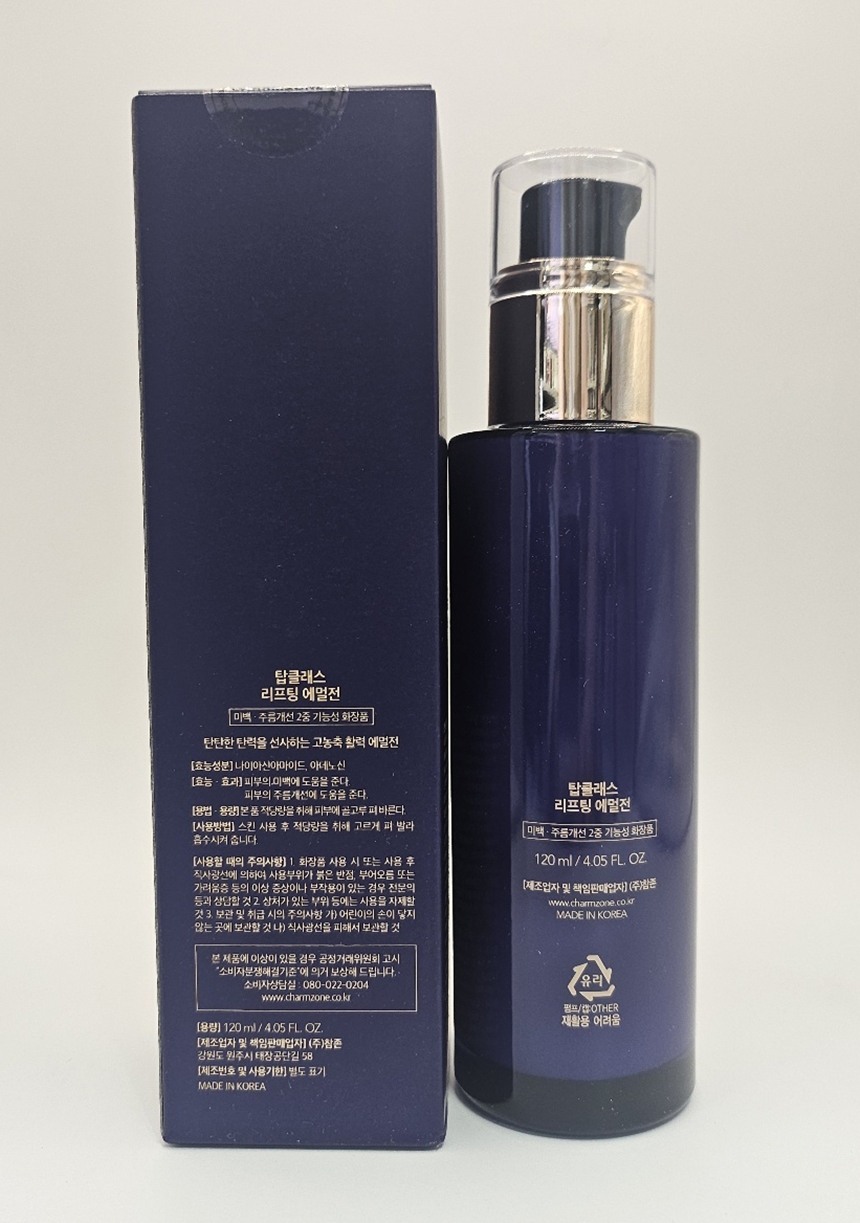 탑클래스
리프팅 에멀전
미백 · 주름개선 2중 기능성 화장품
탄탄한 탄력을 선사하는 고농축 활력 에멀전
[효능성분] 나이아신아마이드, 아데노신
[효능 · 효과] 피부의 미백에 도움을 준다.
피부의 주름개선에 도움을 준다.
[용법 · 용량] 본 품 적당량을 취해 피부에 골고루 펴 바른다.
[사용방법] 스킨 사용 후 적당량을 취해 고르게 펴 발라
흡수시켜 줍니다.
[사용할 때의 주의사항] 1. 화장품 사용 시 또는 사용 후
직사광선에 의하여 사용부위가 붉은 반점, 부어오름 또는
가려움증 등의 이상 증상이나 부작용이 있는 경우 전문의
등과 상담할 것 2. 상처가 있는 부위 등에는 사용을 자제할
것 3. 보관 및 취급 시의 주의사항 가) 어린이의 손이 닿지
않는 곳에 보관할 것 나) 직사광선을 피해서 보관할 것
본 제품에 이상이 있을 경우 공정거래위원회 고시
"소비자분쟁해결기준"에 의거 보상해 드립니다.
소비자상담실 : 080-022-0204
www.charmzone.co.kr
[용량] 120 ml / 4.05 FL. OZ.
[제조업자 및 책임판매업자] (주)참존
강원도 원주시 태장공단길 58
[제조번호 및 사용기한] 별도 표기
MADE IN KOREA
탑클래스
리프팅 에멀전
미백 · 주름개선 2중 기능성 화장품
120 ml / 4.05 FL. OZ.
[제조업자 및 책임판매업자] (주)참존
www.charmzone.co.kr
MADE IN KOREA
유리
펌프/캡:OTHER
재활용 어려움